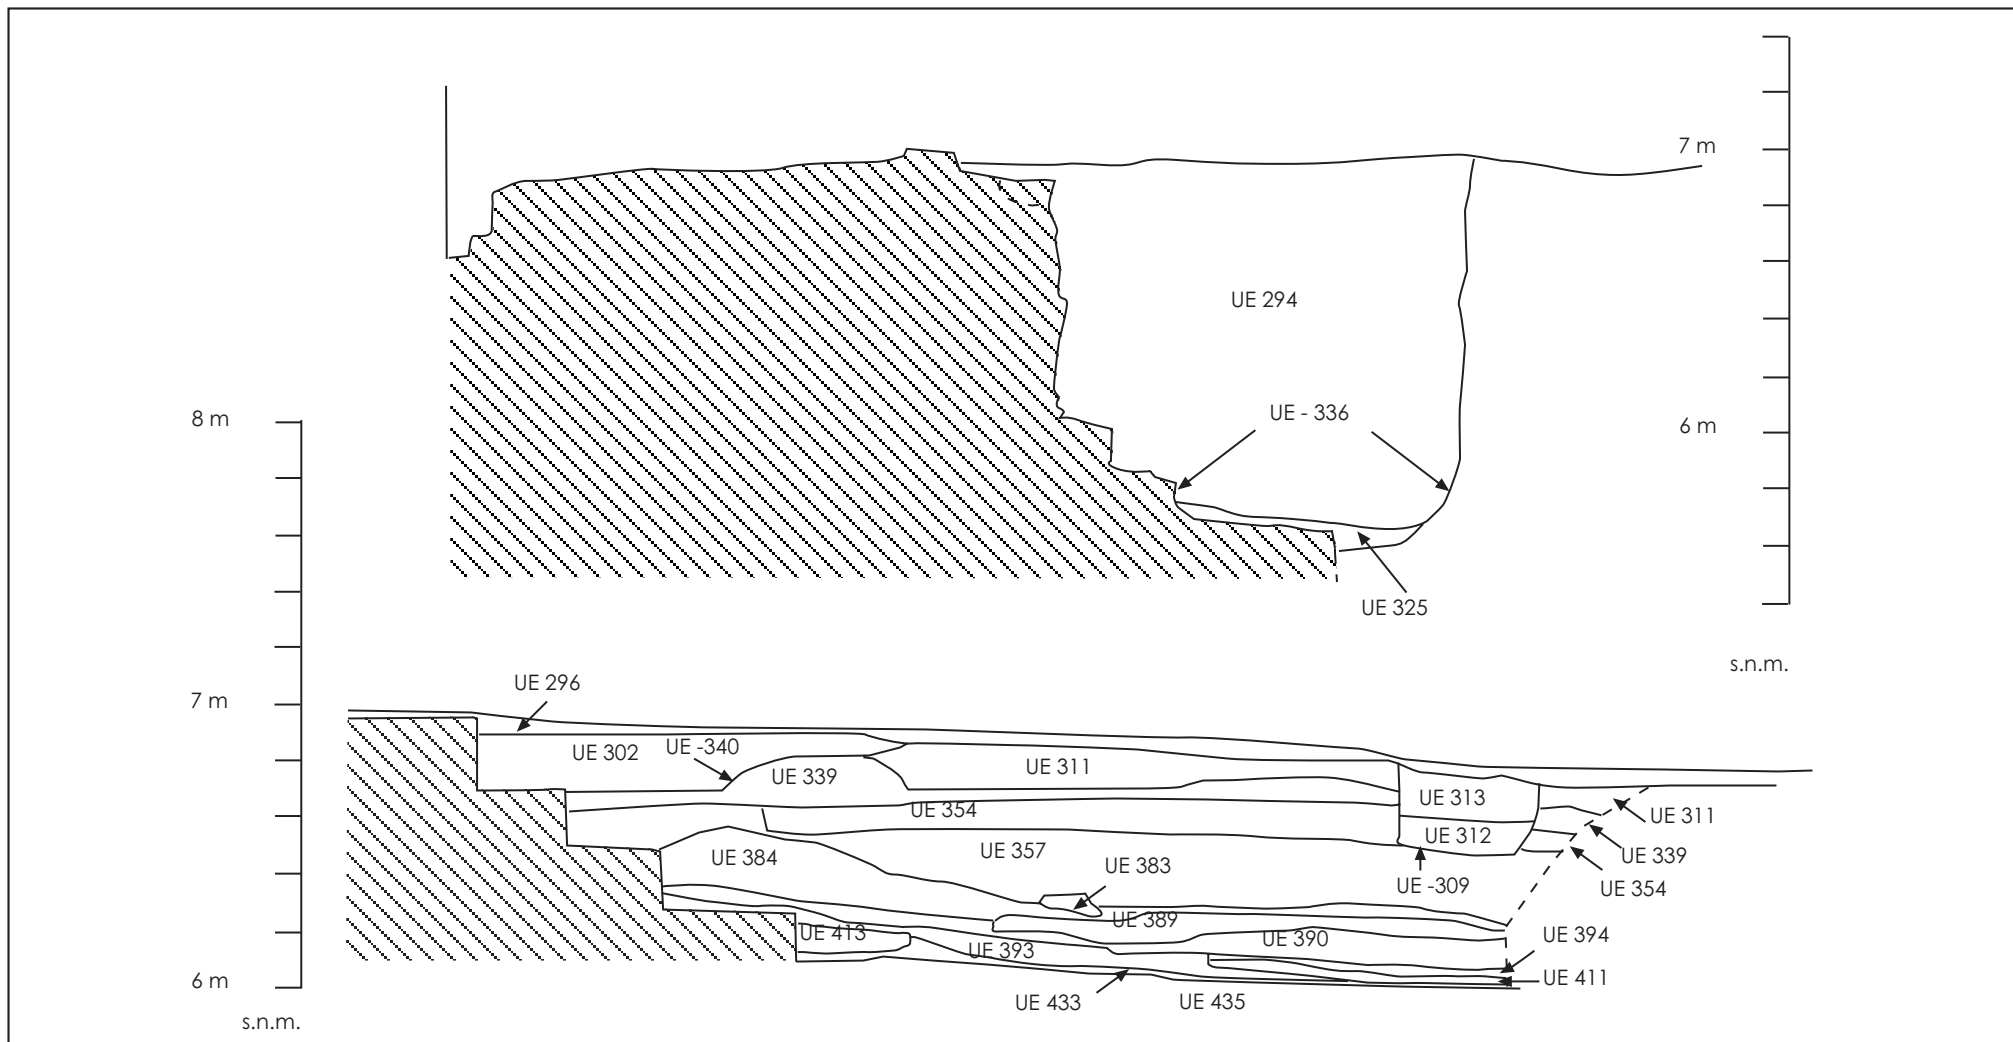 7 m
UE 294
UE - 336
8 m
6 m
UE 325
s.n.m.
UE 296
7 m
UE 302
UE -340
UE 339
UE 311
UE 313
UE 354
UE 311
UE 312
UE 384
UE 357
UE 339
UE 383
UE -309
UE 354
UE 389
UE 413
UE 390
UE 394
UE 393
UE 411
6 m
UE 433
UE 435
s.n.m.